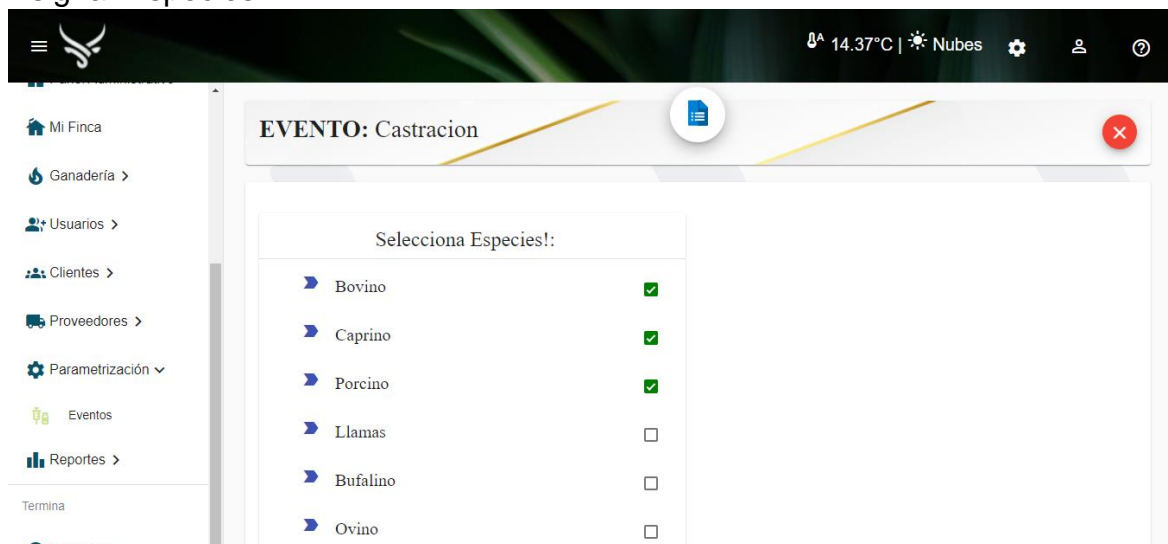 14.37°C | Nubes
Mi Finca
Ganadería >
Usuarios >
Clientes >
Proveedores >
Parametrización
Eventos
Reportes >
Termina
EVENTO: Castracion
Selecciona Especies!:
Bovino
Caprino
Porcino
Llamas
Bufalino
Ovino